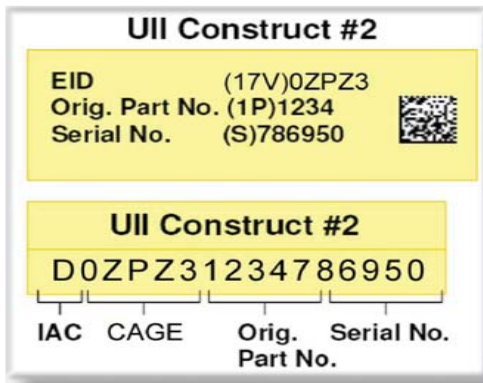 UII Construct #2
EID (17V)0ZPZ3
Orig. Part No. (1P)1234
Serial No. (S)786950
UII Construct #2
D0ZPZ31234786950
IAC CAGE Orig. Serial No.
Part No.